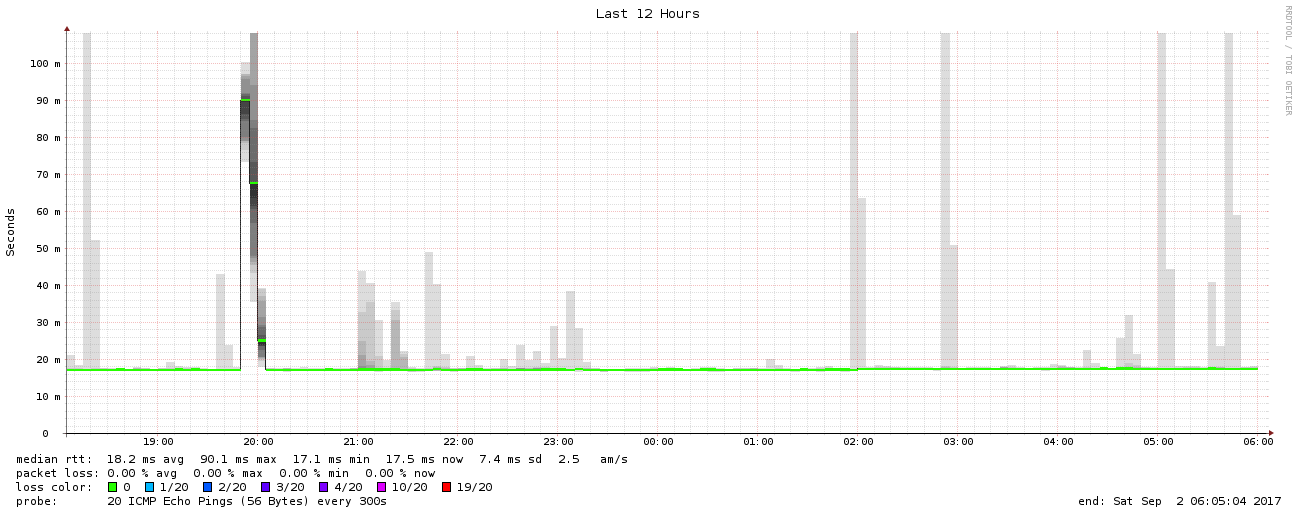 Last 12 Hours
RRDTOOL / TOBI OETIKER
Seconds
100 m
90 m
80 m
70 m
60 m
50 m
40 m
30 m
20 m
10 m
0
19:00 20:00 21:00 22:00 23:00 00:00 01:00 02:00 03:00 04:00 05:00 06:00
median rtt: 18.2 ms avg 90.1 ms max 17.1 ms min 17.5 ms now 7.4 ms sd 2.5 am/s
packet loss: 0.00 % avg 0.00 % max 0.00 % min 0.00 % now
loss color: 0 1/20 2/20 3/20 4/20 10/20 19/20
probe: 20 ICMP Echo Pings (56 Bytes) every 300s end: Sat Sep 2 06:05:04 2017